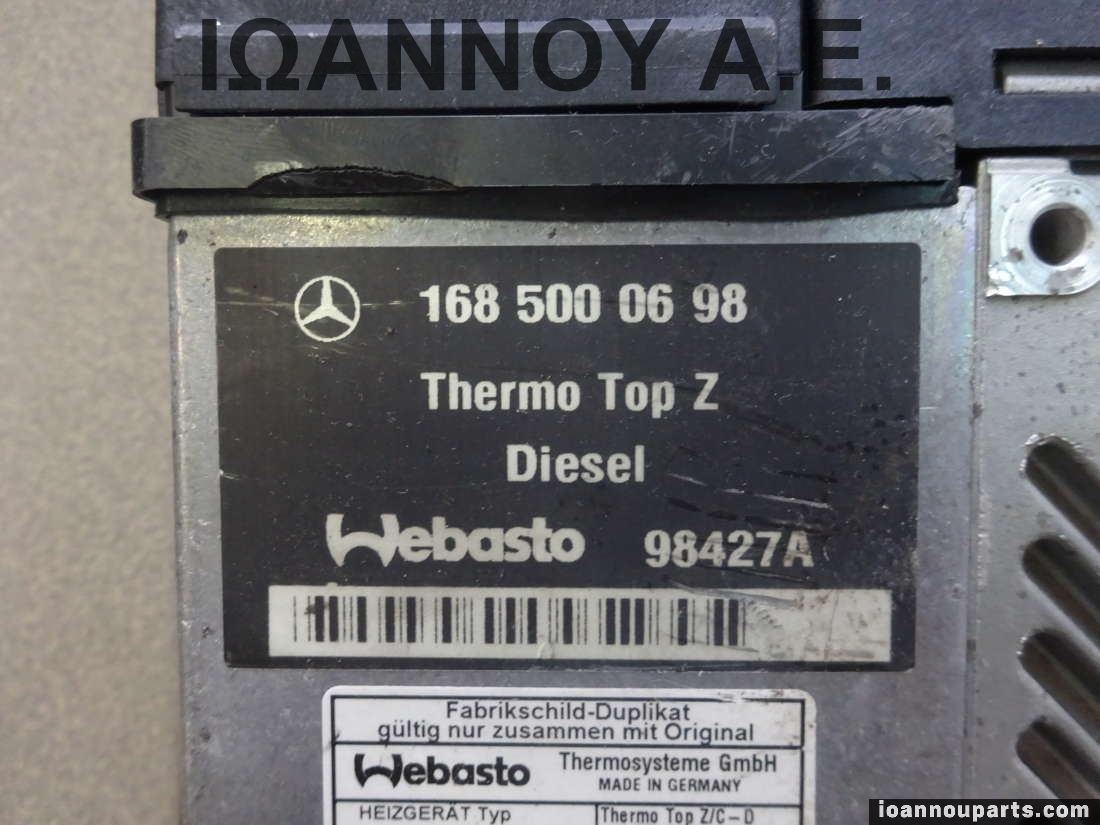 ΙΩΑΝΝΟΥ Α.Ε.
168 500 06 98
Thermo Top Z
Diesel
Webasto 98427A
Fabrikschild-Duplikat
gültig nur zusammen mit Original
Webasto Thermosysteme GmbH
MADE IN GERMANY
HEIZGERÄT Typ Thermo Top Z/C-D
ioannouparts.com